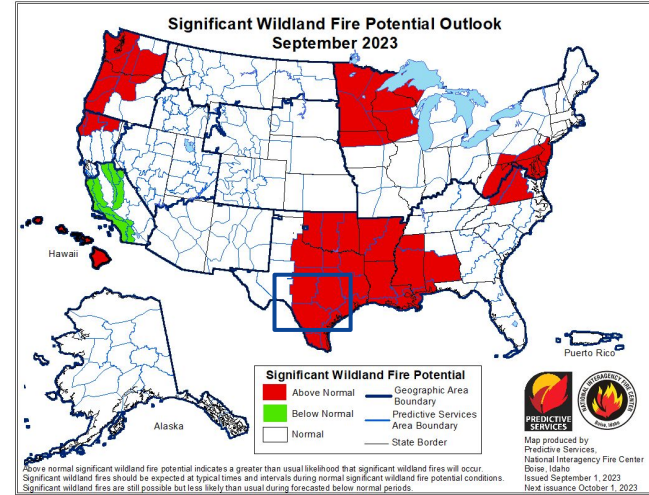 Significant Wildland Fire Potential Outlook
September 2023
Hawaii
Alaska
Puerto Rico
Significant Wildland Fire Potential
Above Normal
Below Normal
Normal
Geographic Area
Boundary
Predictive Services
Area Boundary
State Border
PREDICTIVE
SERVICES
NATIONAL INTERAGENCY FIRE CENTER
Boise, Idaho
Map produced by
Predictive Services,
National Interagency Fire Center
Boise, Idaho
Issued September 1, 2023
Next issuance October 1, 2023
Above normal significant wildland fire potential indicates a greater than usual likelihood that significant wildland fires will occur.
Significant wildland fires should be expected at typical times and intervals during normal significant wildland fire potential conditions.
Significant wildland fires are still possible but less likely than usual during forecasted below normal periods.